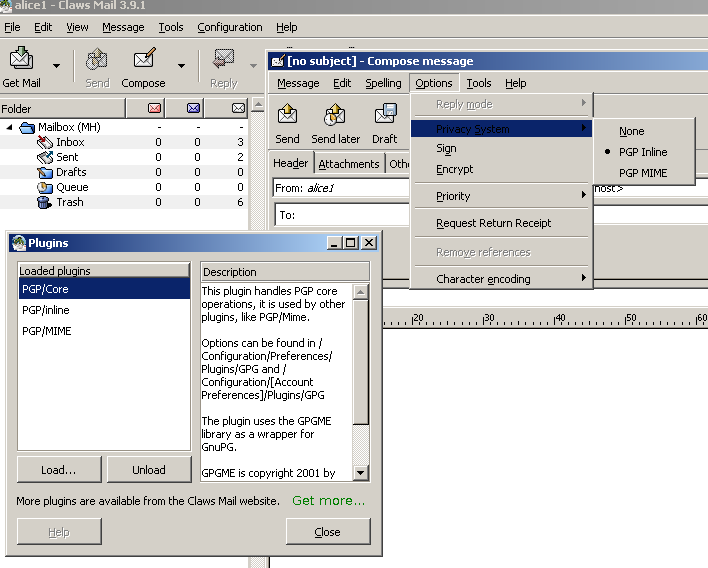 alice1 - Claws Mail 3.9.1
File Edit View Message Tools Configuration Help
Get Mail Send Compose Reply
Folder
Mailbox (MH) - - -
Inbox 0 0 3
Sent 0 0 2
Drafts 0 0 0
Queue 0 0 0
Trash 0 0 6
[no subject] - Compose message
Message Edit Spelling Options Tools Help
Send Send later Draft
Header Attachments Oth
From: alice1
ost>
To:
Reply mode
Privacy System
Sign
Encrypt
Priority
Request Return Receipt
Remove references
Character encoding
None
PGP Inline
PGP MIME
20 30 40 50 60
Plugins
Loaded plugins
PGP/Core
PGP/inline
PGP/MIME
Description
This plugin handles PGP core
operations, it is used by other
plugins, like PGP/Mime.
Options can be found in /
Configuration/Preferences/
Plugins/GPG and /
Configuration/[Account
Preferences]/Plugins/GPG
The plugin uses the GPGME
library as a wrapper for
GnuPG.
GPGME is copyright 2001 by
Load... Unload
More plugins are available from the Claws Mail website. Get more...
Help Close